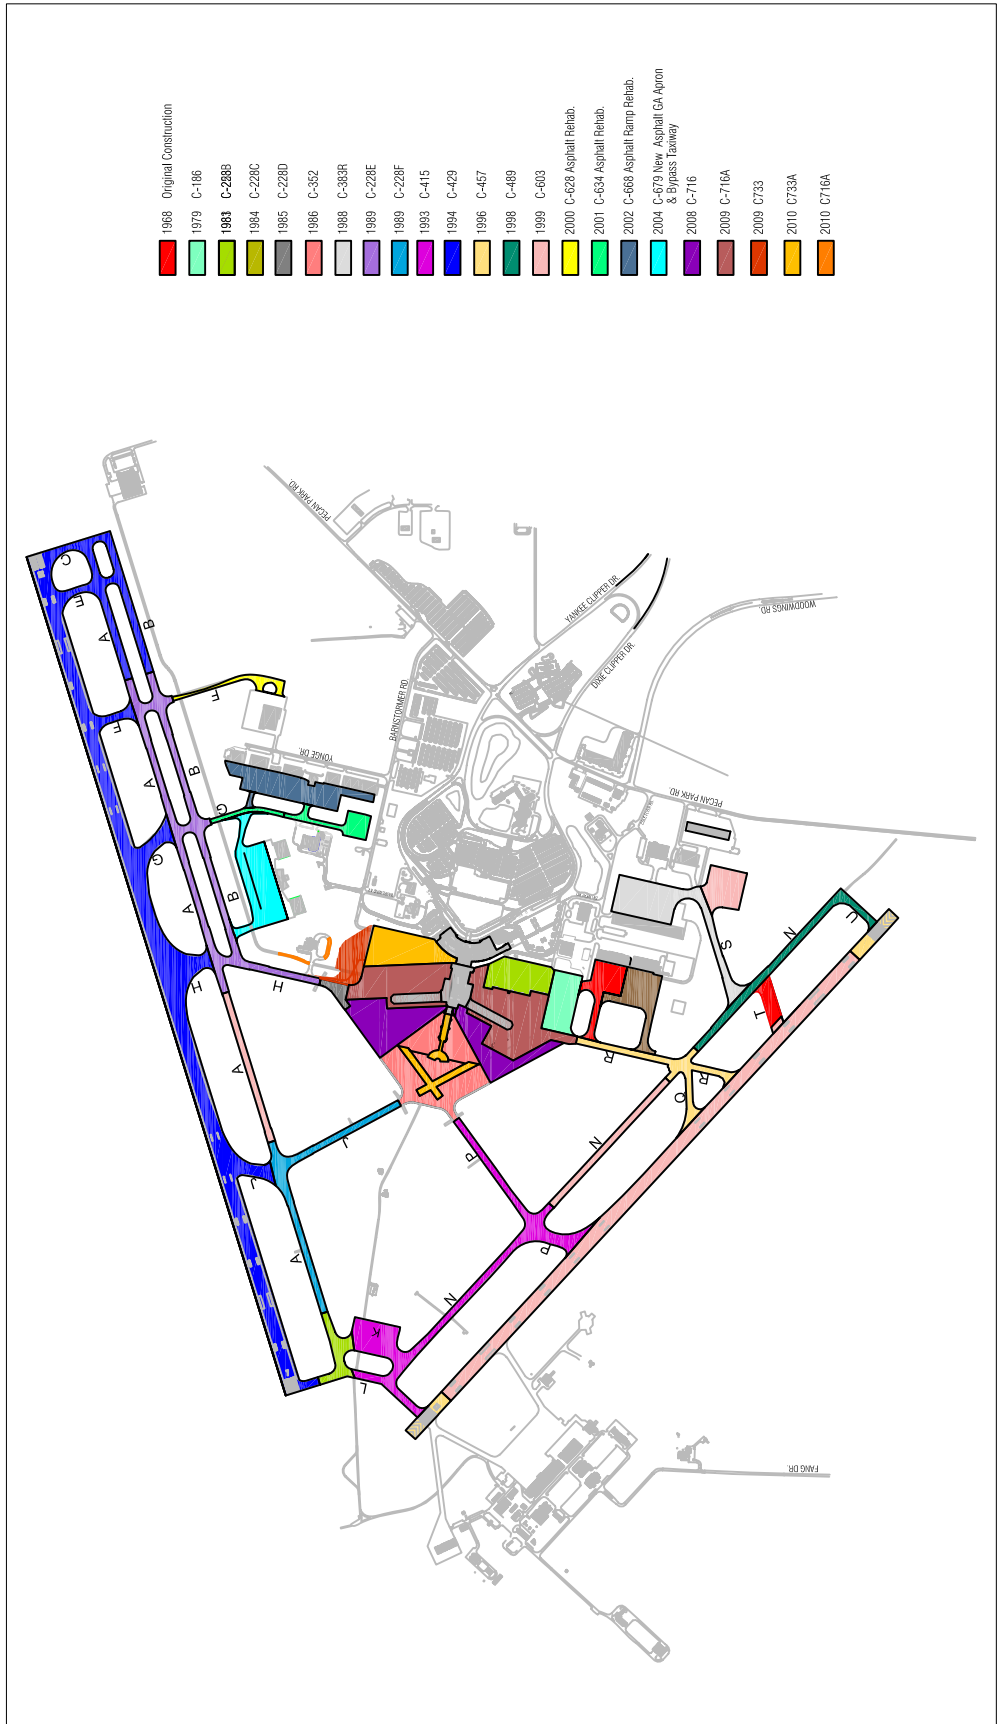 1968 Original Construction
1979 C-186
1984 C-228C
1985 C-228D
1986 C-352
1988 C-383R
1989 C-228E
1989 C-228F
1993 C-415
1994 C-429
1996 C-457
1998 C-489
1999 C-603
2000 C-628 Asphalt Rehab.
2001 C-634 Asphalt Rehab.
2002 C-668 Asphalt Ramp Rehab.
2004 C-679 New Asphalt GA Apron
& Bypass Taxiway
2008 C-716
2009 C-716A
2009 C733
2010 C733A
2010 C716A
PECAN PARK RD.
YANKEE CLIPPER DR.
DIXIE CLIPPER DR.
WOODWINGS RD.
BARNSTORMER RD.
YONGE DR.
PECAN PARK RD.
FANG DR.
C
E
A
B
F
E
A
B
G
G
A
B
H
H
A
J
J
A
K
L
N
P
P
N
Q
R
R
S
T
N
U